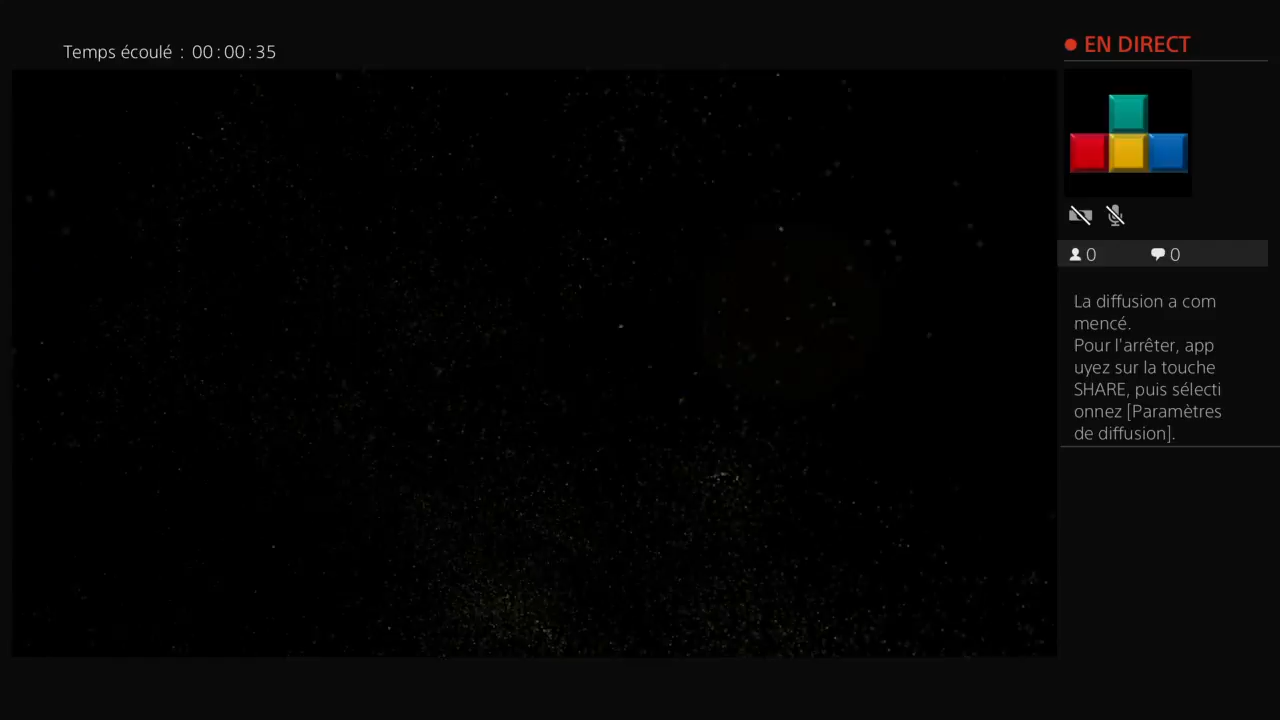 Temps écoulé : 00:00:35
EN DIRECT
0 0
La diffusion a com
mencé.
Pour l'arrêter, app
uyez sur la touche
SHARE, puis sélecti
onnez [Paramètres
de diffusion].